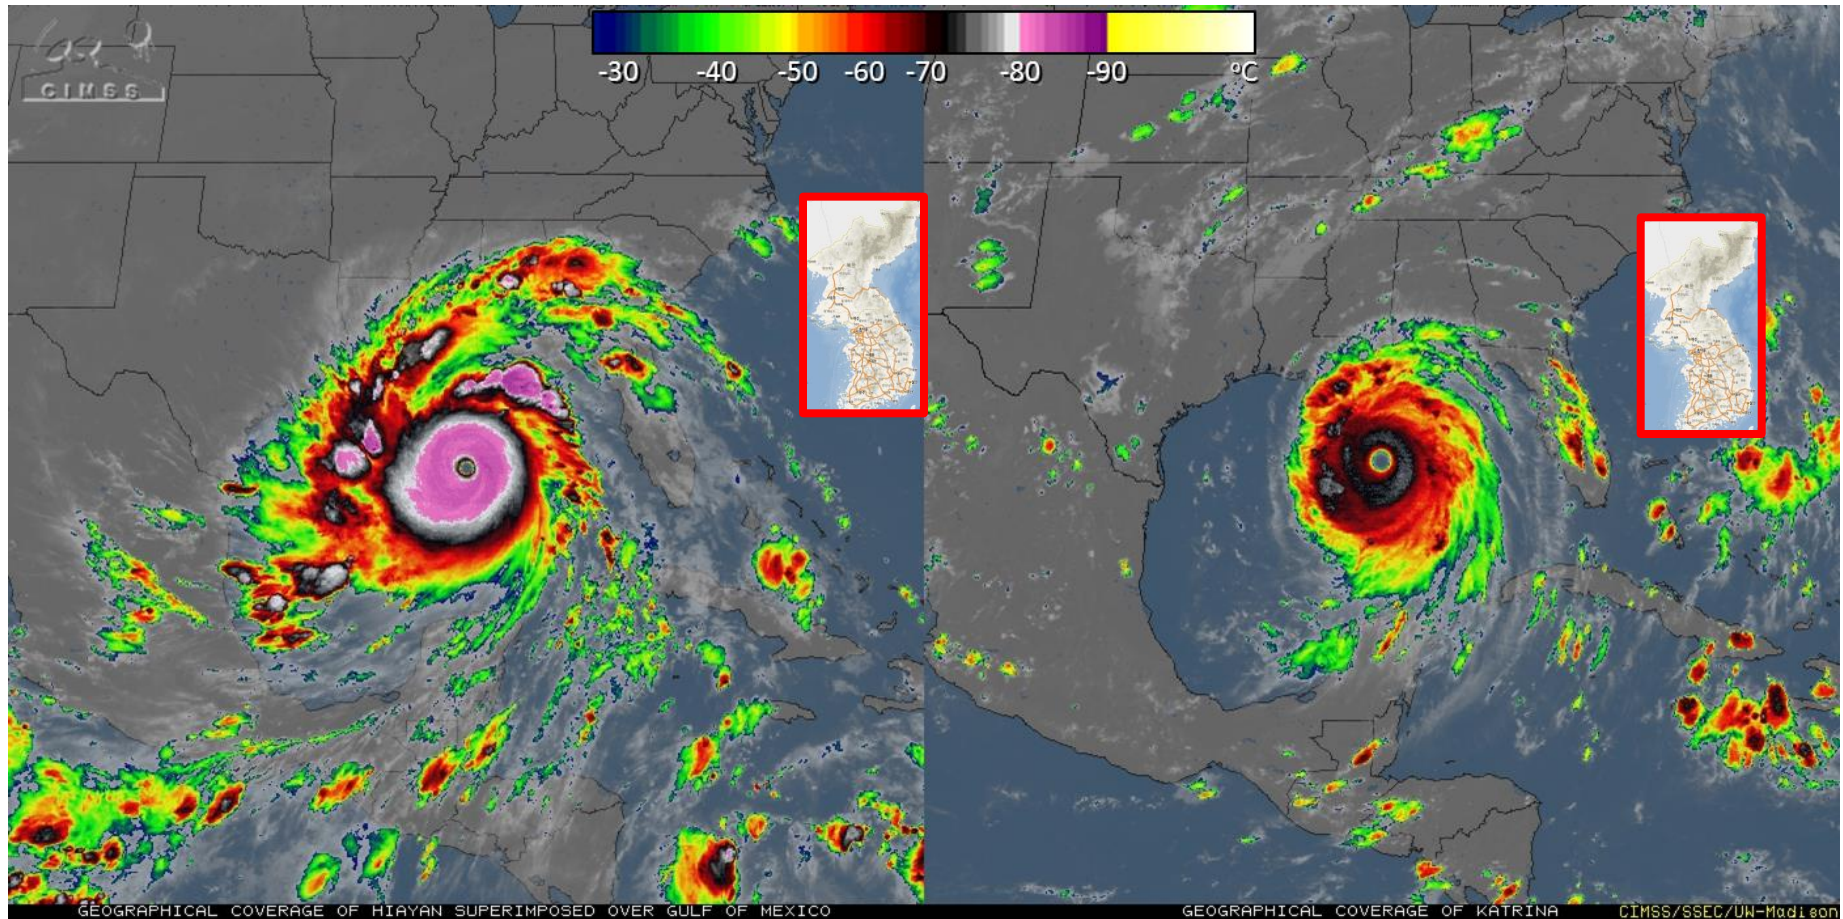 CIMSS
-30 -40 -50 -60 -70 -80 -90 ºC
GEOGRAPHICAL COVERAGE OF HIAYAN SUPERIMPOSED OVER GULF OF MEXICO
GEOGRAPHICAL COVERAGE OF KATRINA
CIMSS/SSEC/UW-Madison